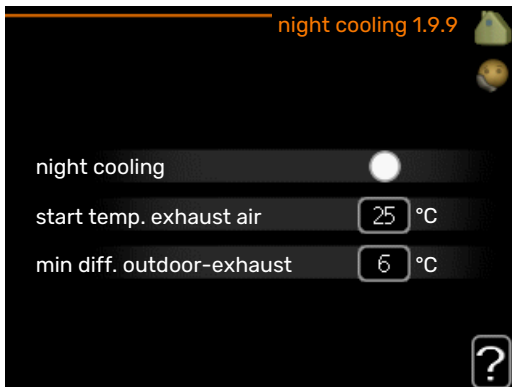 night cooling 1.9.9
night cooling
start temp. exhaust air 25 °C
min diff. outdoor-exhaust 6 °C
?